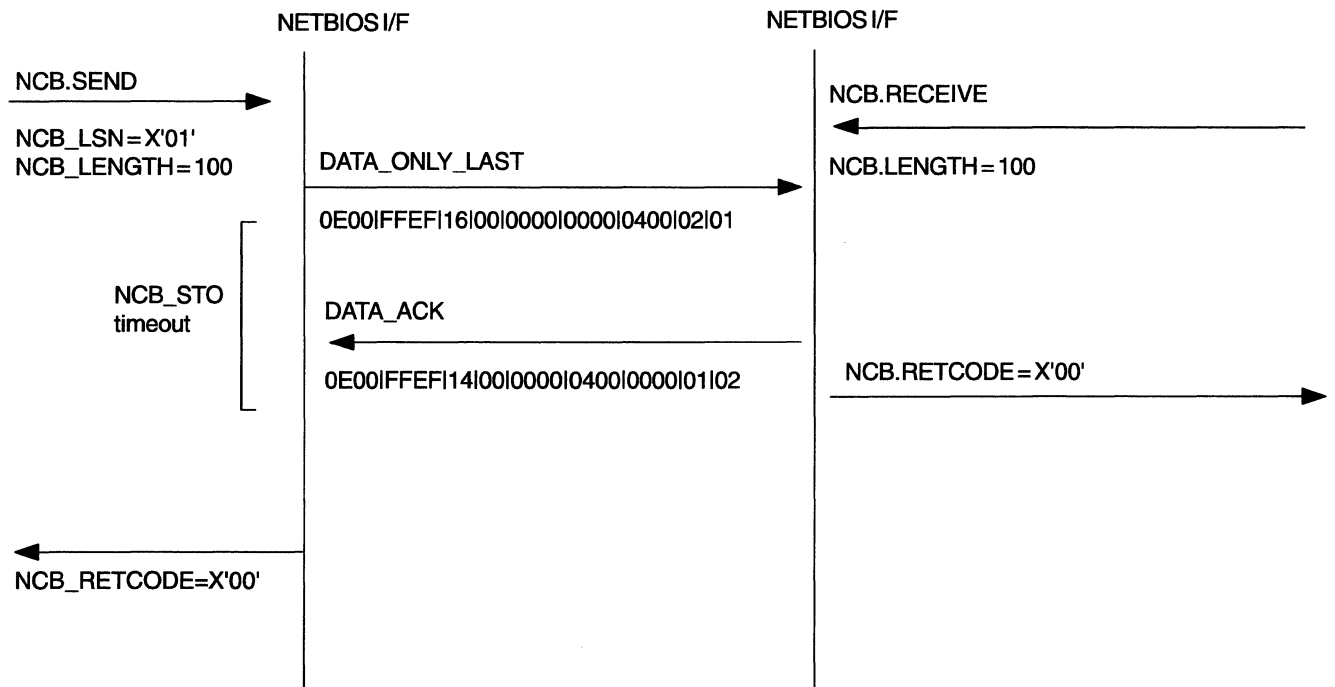 NETBIOS I/F
NETBIOS I/F
NCB.SEND
NCB.RECEIVE
NCB_LSN=X'01'
NCB_LENGTH=100
DATA_ONLY_LAST
NCB.LENGTH=100
0E00|FFEF|16|00|0000|0000|0400|02|01
NCB_STO
timeout
DATA_ACK
0E00|FFEF|14|00|0000|0400|0000|01|02
NCB.RETCODE=X'00'
NCB_RETCODE=X'00'